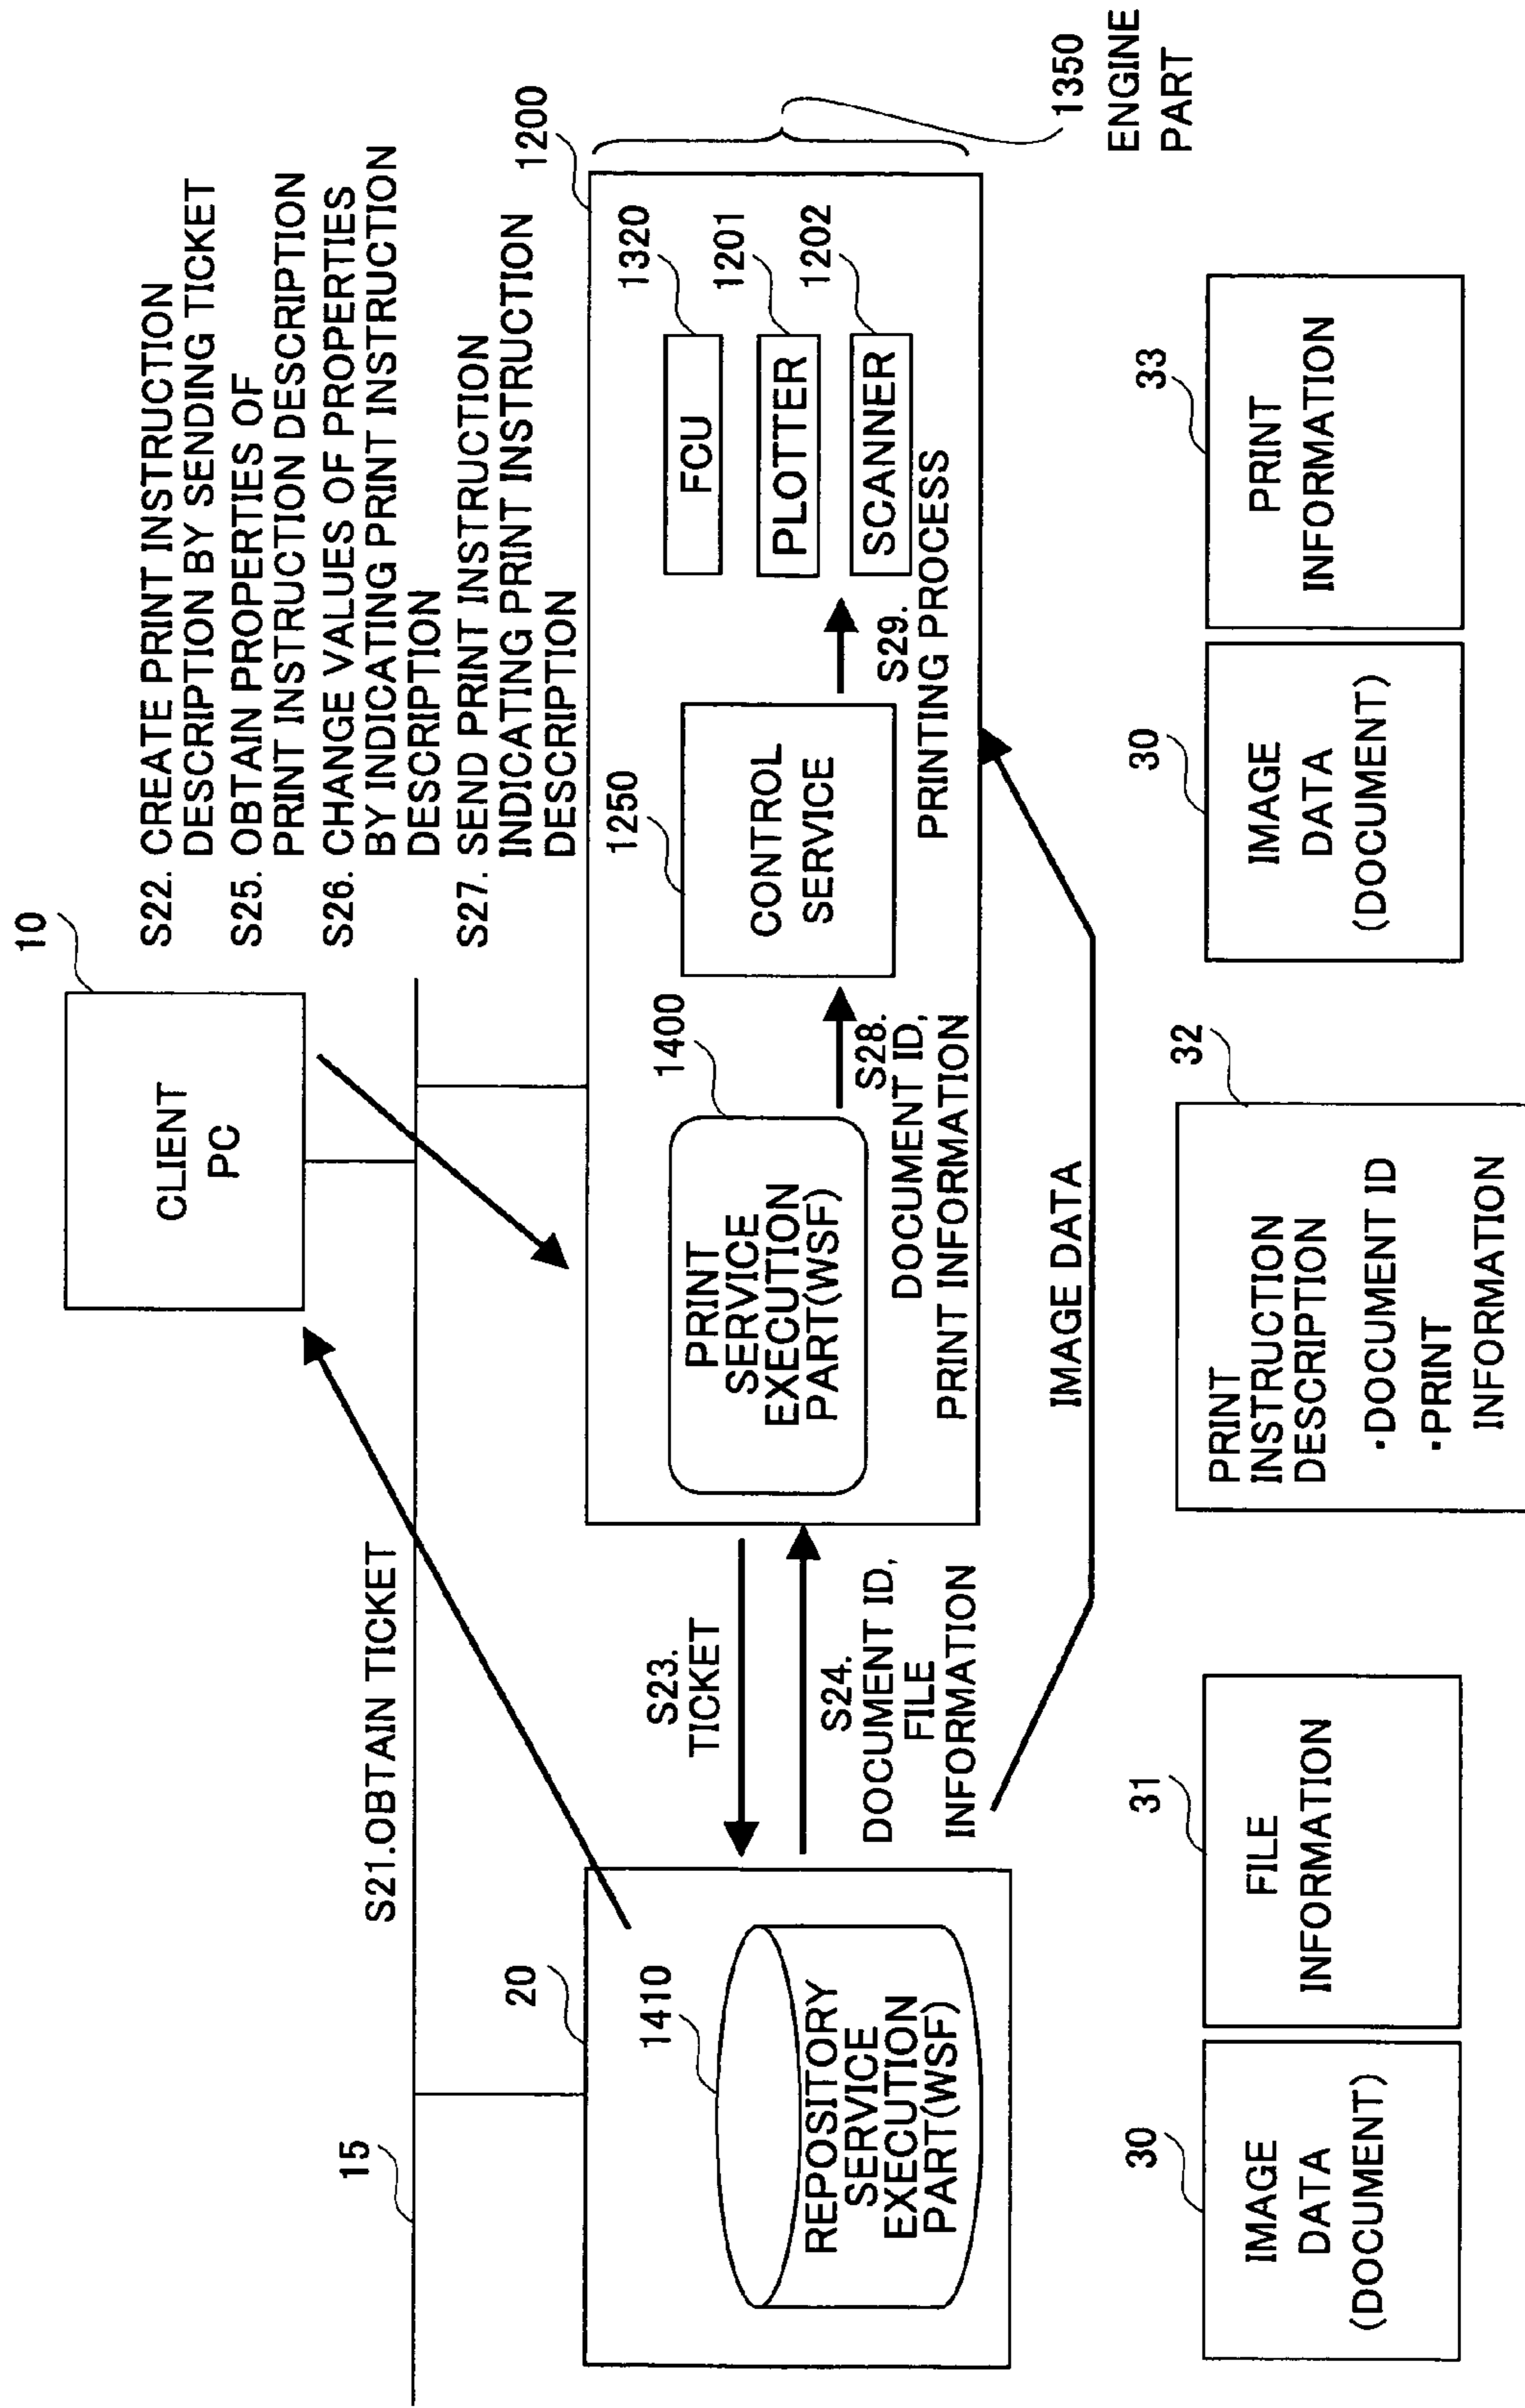 10
CLIENT
PC
S22. CREATE PRINT INSTRUCTION
DESCRIPTION BY SENDING TICKET
S25. OBTAIN PROPERTIES OF
PRINT INSTRUCTION DESCRIPTION
S26. CHANGE VALUES OF PROPERTIES
BY INDICATING PRINT INSTRUCTION
DESCRIPTION
S27. SEND PRINT INSTRUCTION
INDICATING PRINT INSTRUCTION
DESCRIPTION
15
S21.OBTAIN TICKET
20
1410
REPOSITORY
SERVICE
EXECUTION
PART(WSF)
S23.
TICKET
S24.
DOCUMENT ID,
FILE
INFORMATION
1200
1400
PRINT
SERVICE
EXECUTION
PART(WSF)
S28.
DOCUMENT ID,
PRINT INFORMATION
1250
CONTROL
SERVICE
S29.
PRINTING PROCESS
1320
FCU
1201
PLOTTER
1202
SCANNER
1350
ENGINE
PART
IMAGE DATA
30
IMAGE
DATA
(DOCUMENT)
31
FILE
INFORMATION
32
PRINT
INSTRUCTION
DESCRIPTION
・DOCUMENT ID
・PRINT
INFORMATION
30
IMAGE
DATA
(DOCUMENT)
33
PRINT
INFORMATION